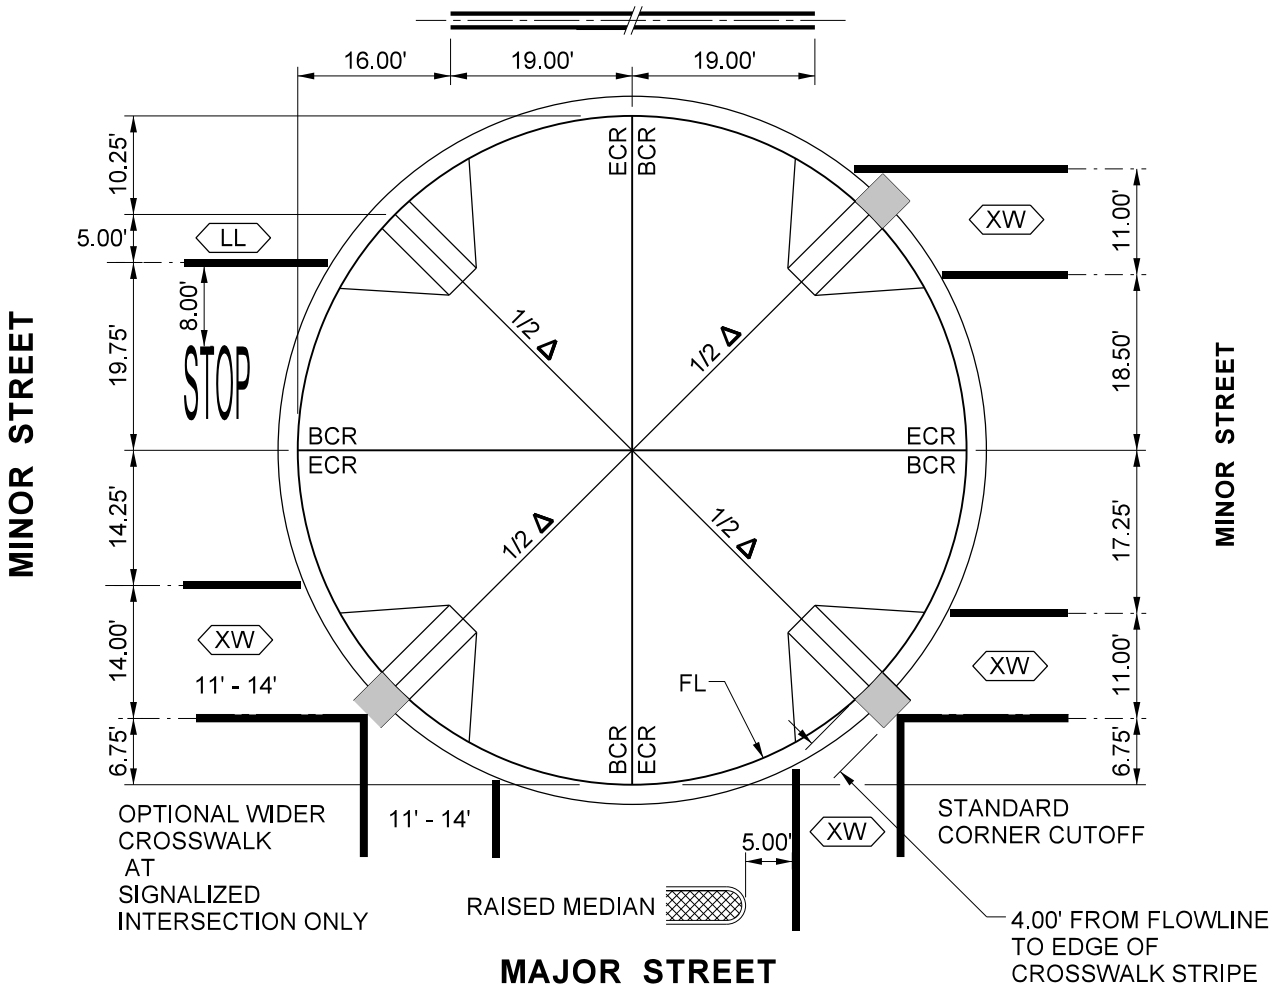 16.00'
19.00'
19.00'
10.25'
5.00'
19.75'
14.25'
14.00'
6.75'
LL
8.00'
STOP
MINOR STREET
ECR
BCR
1/2 Δ
1/2 Δ
BCR
ECR
ECR
BCR
1/2 Δ
1/2 Δ
BCR
ECR
XW
11.00'
18.50'
17.25'
11.00'
6.75'
MINOR STREET
XW
11' - 14'
XW
FL
OPTIONAL WIDER
CROSSWALK
AT
SIGNALIZED
INTERSECTION ONLY
11' - 14'
5.00'
XW
STANDARD
CORNER CUTOFF
RAISED MEDIAN
4.00' FROM FLOWLINE
TO EDGE OF
CROSSWALK STRIPE
MAJOR STREET